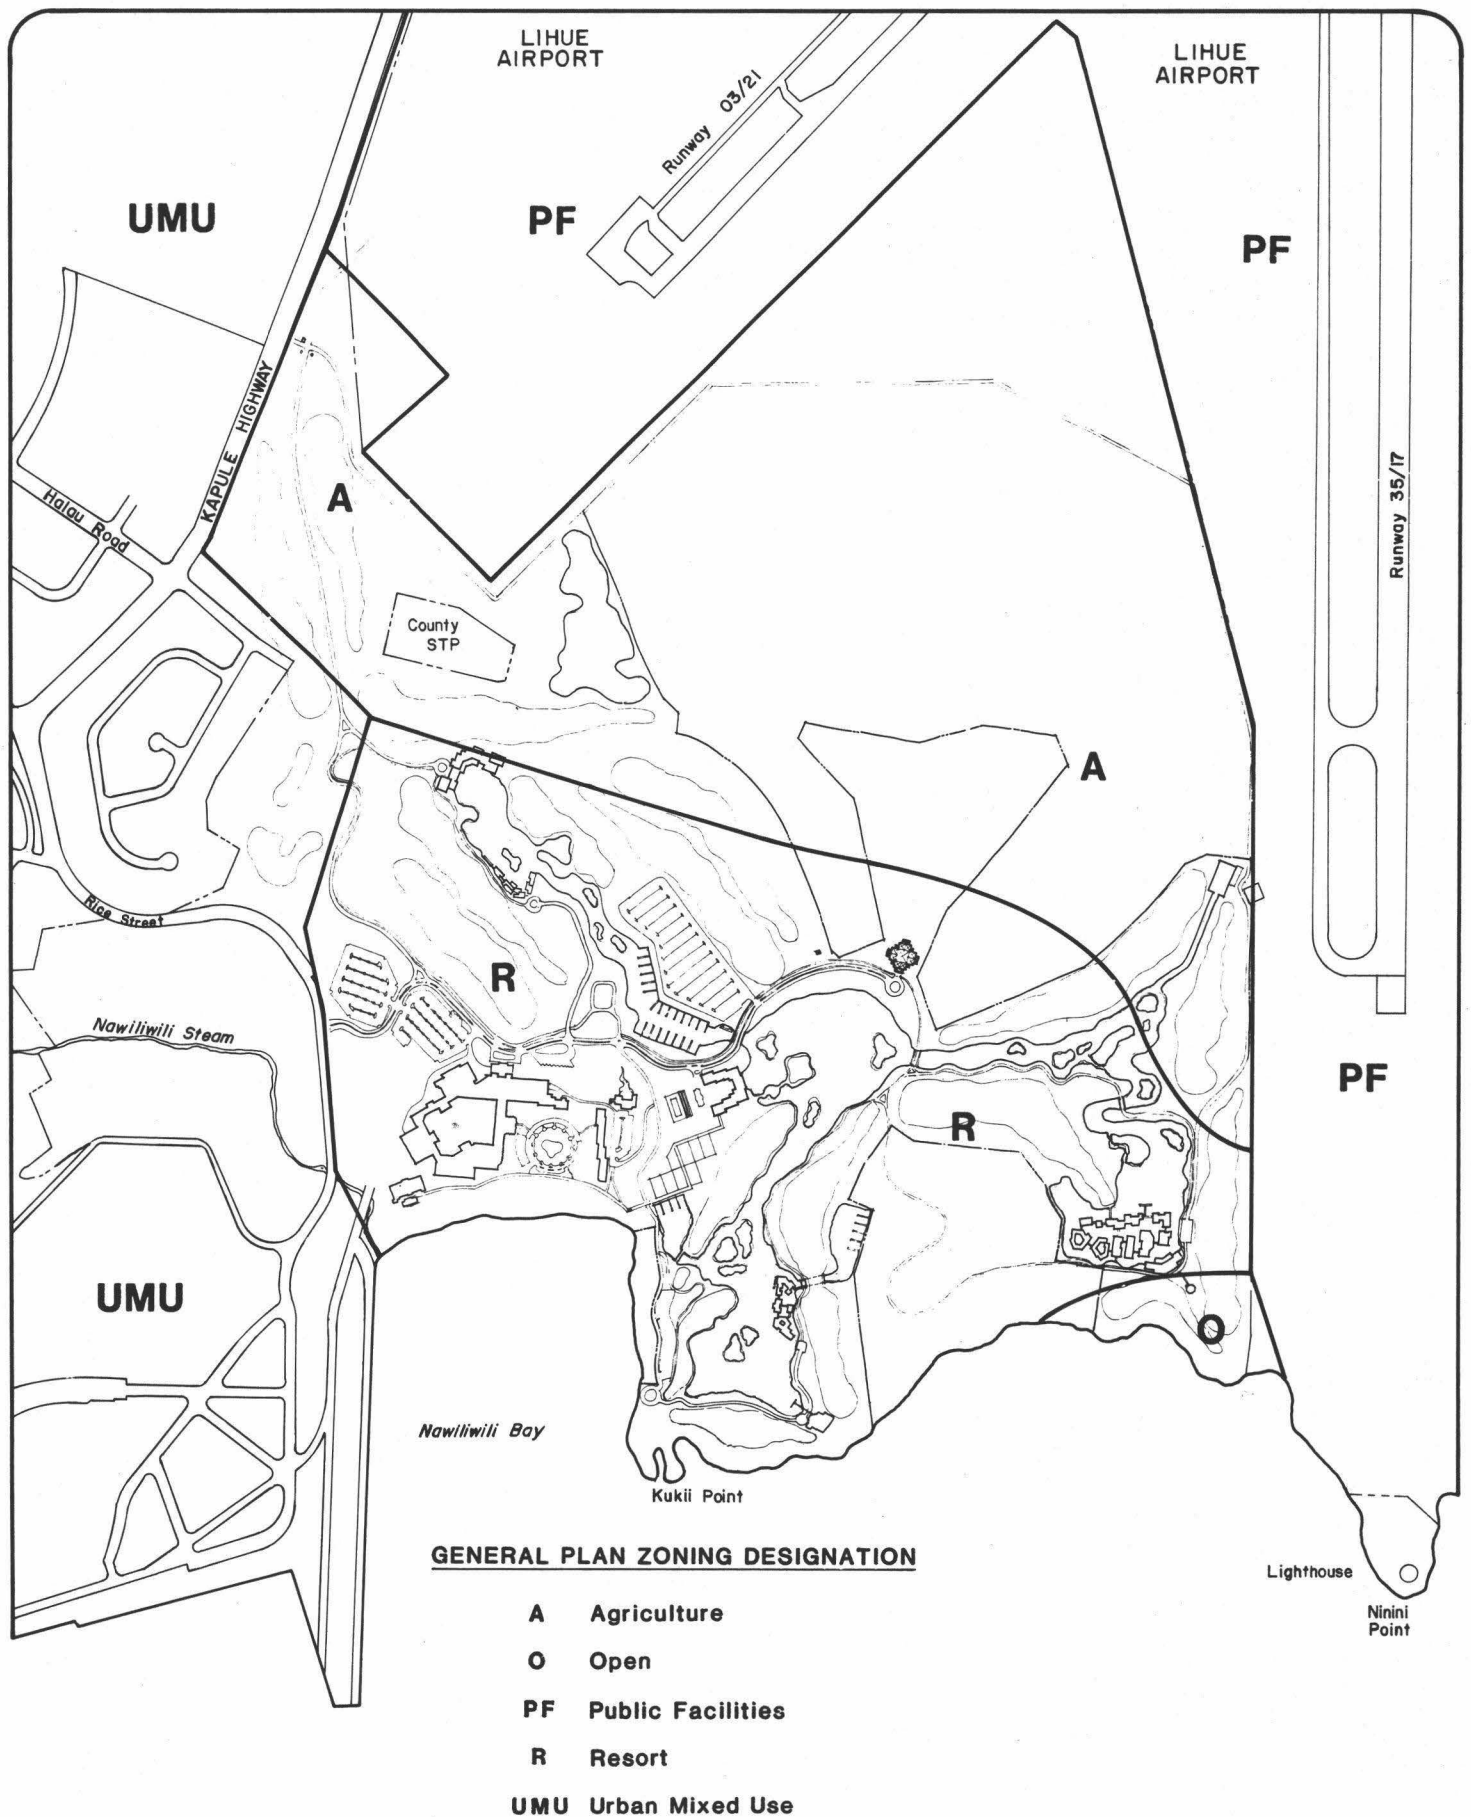 LIHUE
AIRPORT
LIHUE
AIRPORT
Runway 03/21
UMU
PF
PF
KAPULE HIGHWAY
A
Runway 35/17
Halau Road
County
STP
A
Rice Street
R
Nawiliwili Steam
PF
R
UMU
O
Nawiliwili Bay
Kukii Point
GENERAL PLAN ZONING DESIGNATION
Lighthouse
A Agriculture
Ninini
Point
O Open
PF Public Facilities
R Resort
UMU Urban Mixed Use